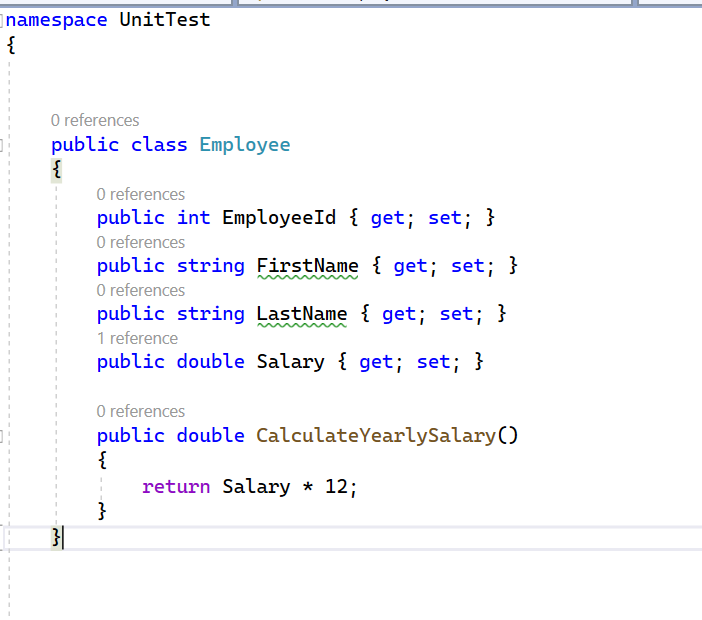 namespace UnitTest
{
0 references
public class Employee
{
0 references
public int EmployeeId { get; set; }
0 references
public string FirstName { get; set; }
0 references
public string LastName { get; set; }
1 reference
public double Salary { get; set; }
0 references
public double CalculateYearlySalary()
{
return Salary * 12;
}
}